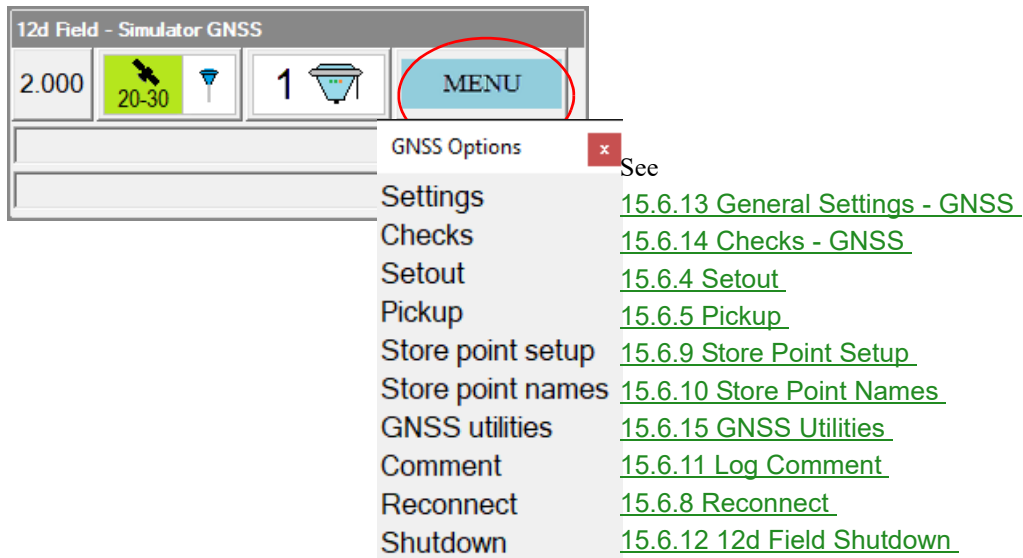 12d Field - Simulator GNSS
2.000 20-30 1 MENU
GNSS Options x
See
Settings 15.6.13 General Settings - GNSS
Checks 15.6.14 Checks - GNSS
Setout 15.6.4 Setout
Pickup 15.6.5 Pickup
Store point setup 15.6.9 Store Point Setup
Store point names 15.6.10 Store Point Names
GNSS utilities 15.6.15 GNSS Utilities
Comment 15.6.11 Log Comment
Reconnect 15.6.8 Reconnect
Shutdown 15.6.12 12d Field Shutdown